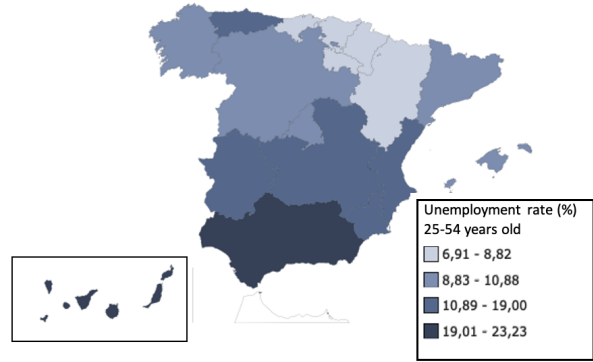 Unemployment rate (%)
25-54 years old
6,91 - 8,82
8,83 - 10,88
10,89 - 19,00
19,01 - 23,23